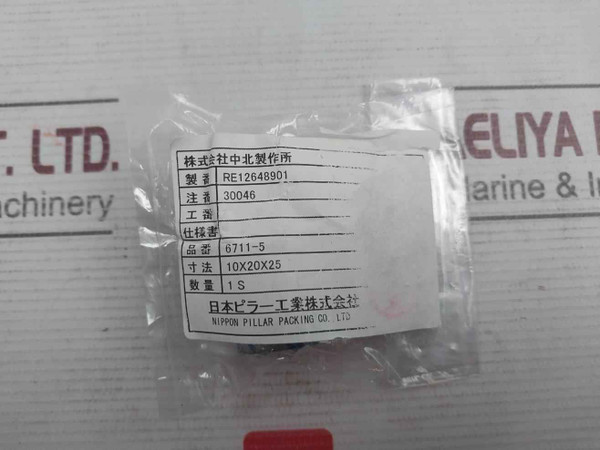 株式会社中北製作所
製番 RE12648901
注番 30046
工番
仕様書
品番 6711-5
寸法 10X20X25
数量 1 S
日本ピラー工業株式会社
NIPPON PILLAR PACKING CO. LTD
T. LTD.
achinery
AELIYA
arine & In